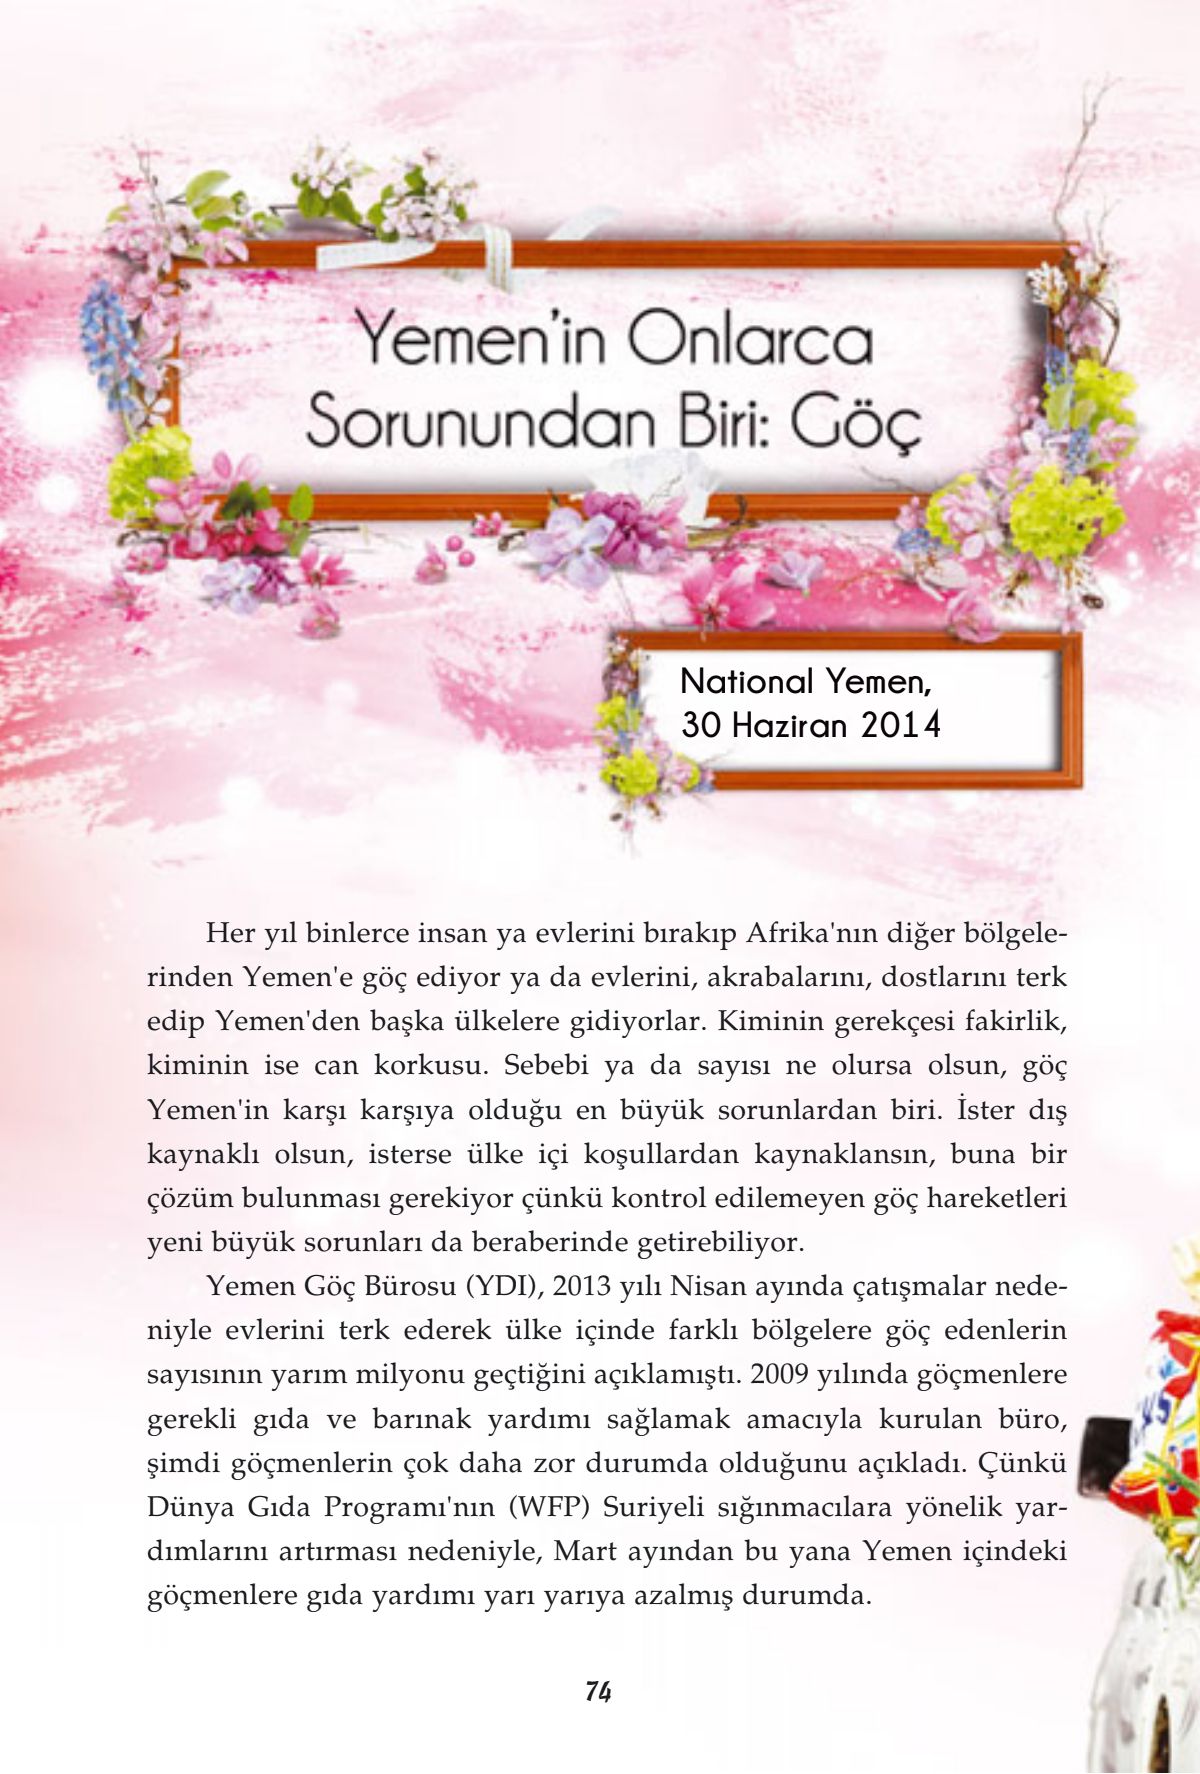 Yemen'in Onlarca
Sorunundan Biri: Göç
National Yemen,
30 Haziran 2014
Her yıl binlerce insan ya evlerini bırakıp Afrika'nın diğer bölgele-
rinden Yemen'e göç ediyor ya da evlerini, akrabalarını, dostlarını terk
edip Yemen'den başka ülkelere gidiyorlar. Kiminin gerekçesi fakirlik,
kiminin ise can korkusu. Sebebi ya da sayısı ne olursa olsun, göç
Yemen'in karşı karşıya olduğu en büyük sorunlardan biri. İster dış
kaynaklı olsun, isterse ülke içi koşullardan kaynaklansın, buna bir
çözüm bulunması gerekiyor çünkü kontrol edilemeyen göç hareketleri
yeni büyük sorunları da beraberinde getirebiliyor.
Yemen Göç Bürosu (YDI), 2013 yılı Nisan ayında çatışmalar nede-
niyle evlerini terk ederek ülke içinde farklı bölgelere göç edenlerin
sayısının yarım milyonu geçtiğini açıklamıştı. 2009 yılında göçmenlere
gerekli gıda ve barınak yardımı sağlamak amacıyla kurulan büro,
şimdi göçmenlerin çok daha zor durumda olduğunu açıkladı. Çünkü
Dünya Gıda Programı'nın (WFP) Suriyeli sığınmacılara yönelik yar-
dımlarını artırması nedeniyle, Mart ayından bu yana Yemen içindeki
göçmenlere gıda yardımı yarı yarıya azalmış durumda.
74